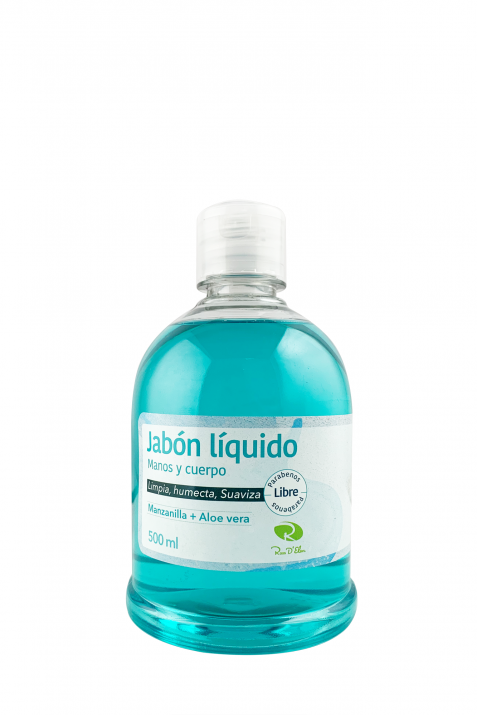 Jabón líquido
Manos y cuerpo
Limpia, humecta, Suaviza
Parabenos
Libre
Parabenos
Manzanilla + Aloe vera
500 ml
R